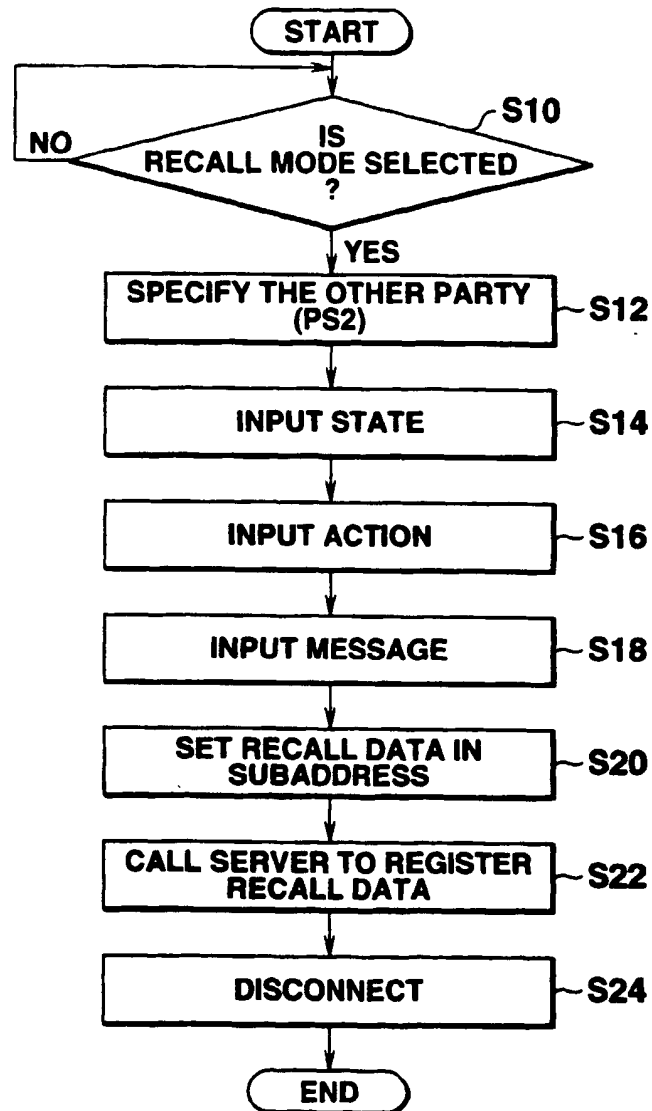 START
S10
IS
RECALL MODE SELECTED
?
NO
YES
SPECIFY THE OTHER PARTY
(PS2)
S12
INPUT STATE
S14
INPUT ACTION
S16
INPUT MESSAGE
S18
SET RECALL DATA IN
SUBADDRESS
S20
CALL SERVER TO REGISTER
RECALL DATA
S22
DISCONNECT
S24
END